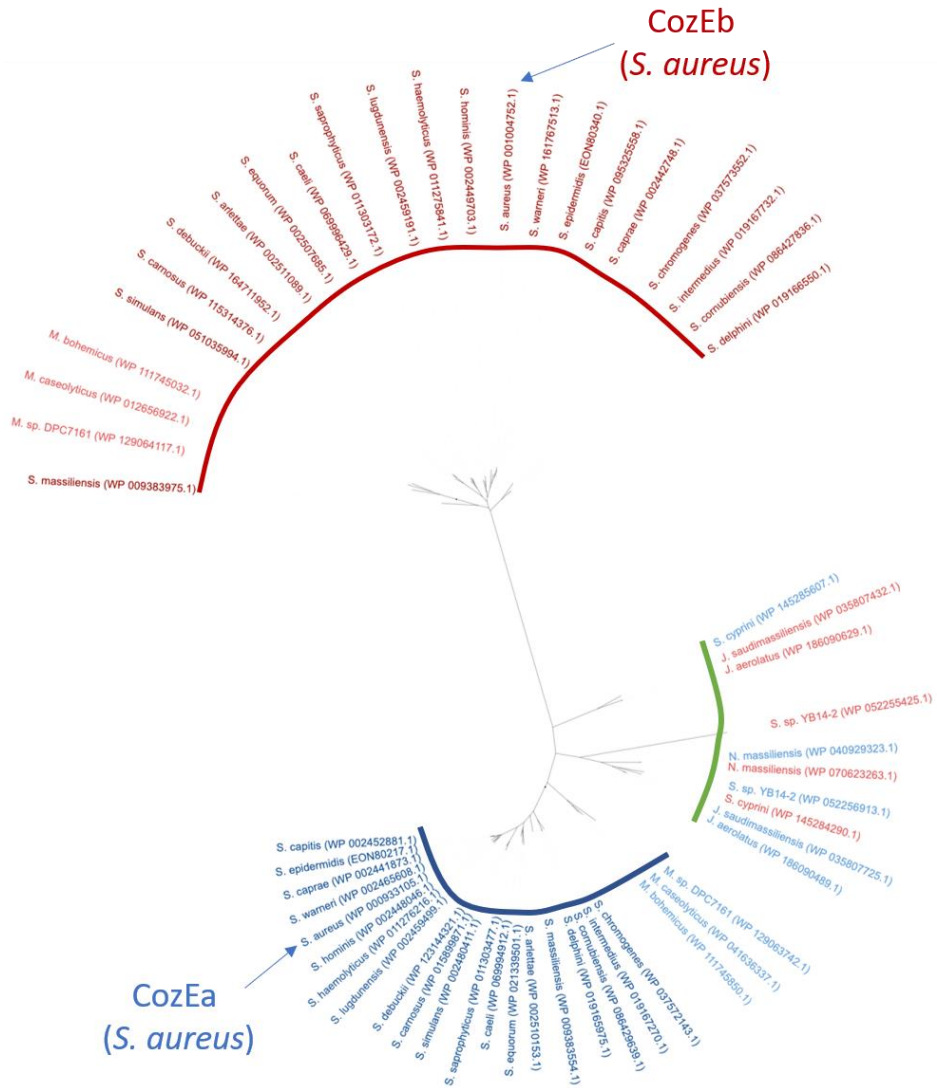 CozEb
(S. aureus)
S. massiliensis (WP 009383975.1)
M. sp. DPC7161 (WP 129064117.1)
M. caseolyticus (WP 012656922.1)
M. bohemicus (WP 111745032.1)
S. simulans (WP 051035994.1)
S. carnosus (WP 115314376.1)
S. debuckii (WP 164711952.1)
S. arlettae (WP 002511089.1)
S. equorum (WP 002507685.1)
S. caeli (WP 069996429.1)
S. saprophyticus (WP 011303172.1)
S. lugdunensis (WP 002459191.1)
S. haemolyticus (WP 011275841.1)
S. hominis (WP 002449703.1)
S. aureus (WP 001004752.1)
S. warneri (WP 161767513.1)
S. epidermidis (EON80340.1)
S. capitis (WP 095325558.1)
S. caprae (WP 002442748.1)
S. chromogenes (WP 037573552.1)
S. intermedius (WP 019167732.1)
S. cornubiensis (WP 086427836.1)
S. delphini (WP 019166550.1)
S. cyprini (WP 145285607.1)
J. saudimassiliensis (WP 035807432.1)
J. aerolatus (WP 186090629.1)
S. sp. YB14-2 (WP 052255425.1)
N. massiliensis (WP 040929323.1)
N. massiliensis (WP 070623263.1)
S. sp. YB14-2 (WP 052256913.1)
S. cyprini (WP 145284290.1)
J. saudimassiliensis (WP 035807725.1)
J. aerolatus (WP 186090489.1)
M. sp. DPC7161 (WP 129063742.1)
M. caseolyticus (WP 041636337.1)
M. bohemicus (WP 111745850.1)
S. chromogenes (WP 037572143.1)
S. intermedius (WP 019167270.1)
S. cornubiensis (WP 086429639.1)
S. delphini (WP 019165975.1)
S. massiliensis (WP 009383554.1)
S. arlettae (WP 002510153.1)
S. equorum (WP 021339501.1)
S. caeli (WP 069994912.1)
S. saprophyticus (WP 011303477.1)
S. simulans (WP 002480411.1)
S. carnosus (WP 015899871.1)
S. debuckii (WP 123144321.1)
S. lugdunensis (WP 002459499.1)
S. haemolyticus (WP 011276216.1)
S. hominis (WP 002448046.1)
S. aureus (WP 000933105.1)
S. warneri (WP 002465608.1)
S. caprae (WP 002441873.1)
S. epidermidis (EON80217.1)
S. capitis (WP 002452881.1)
CozEa
(S. aureus)